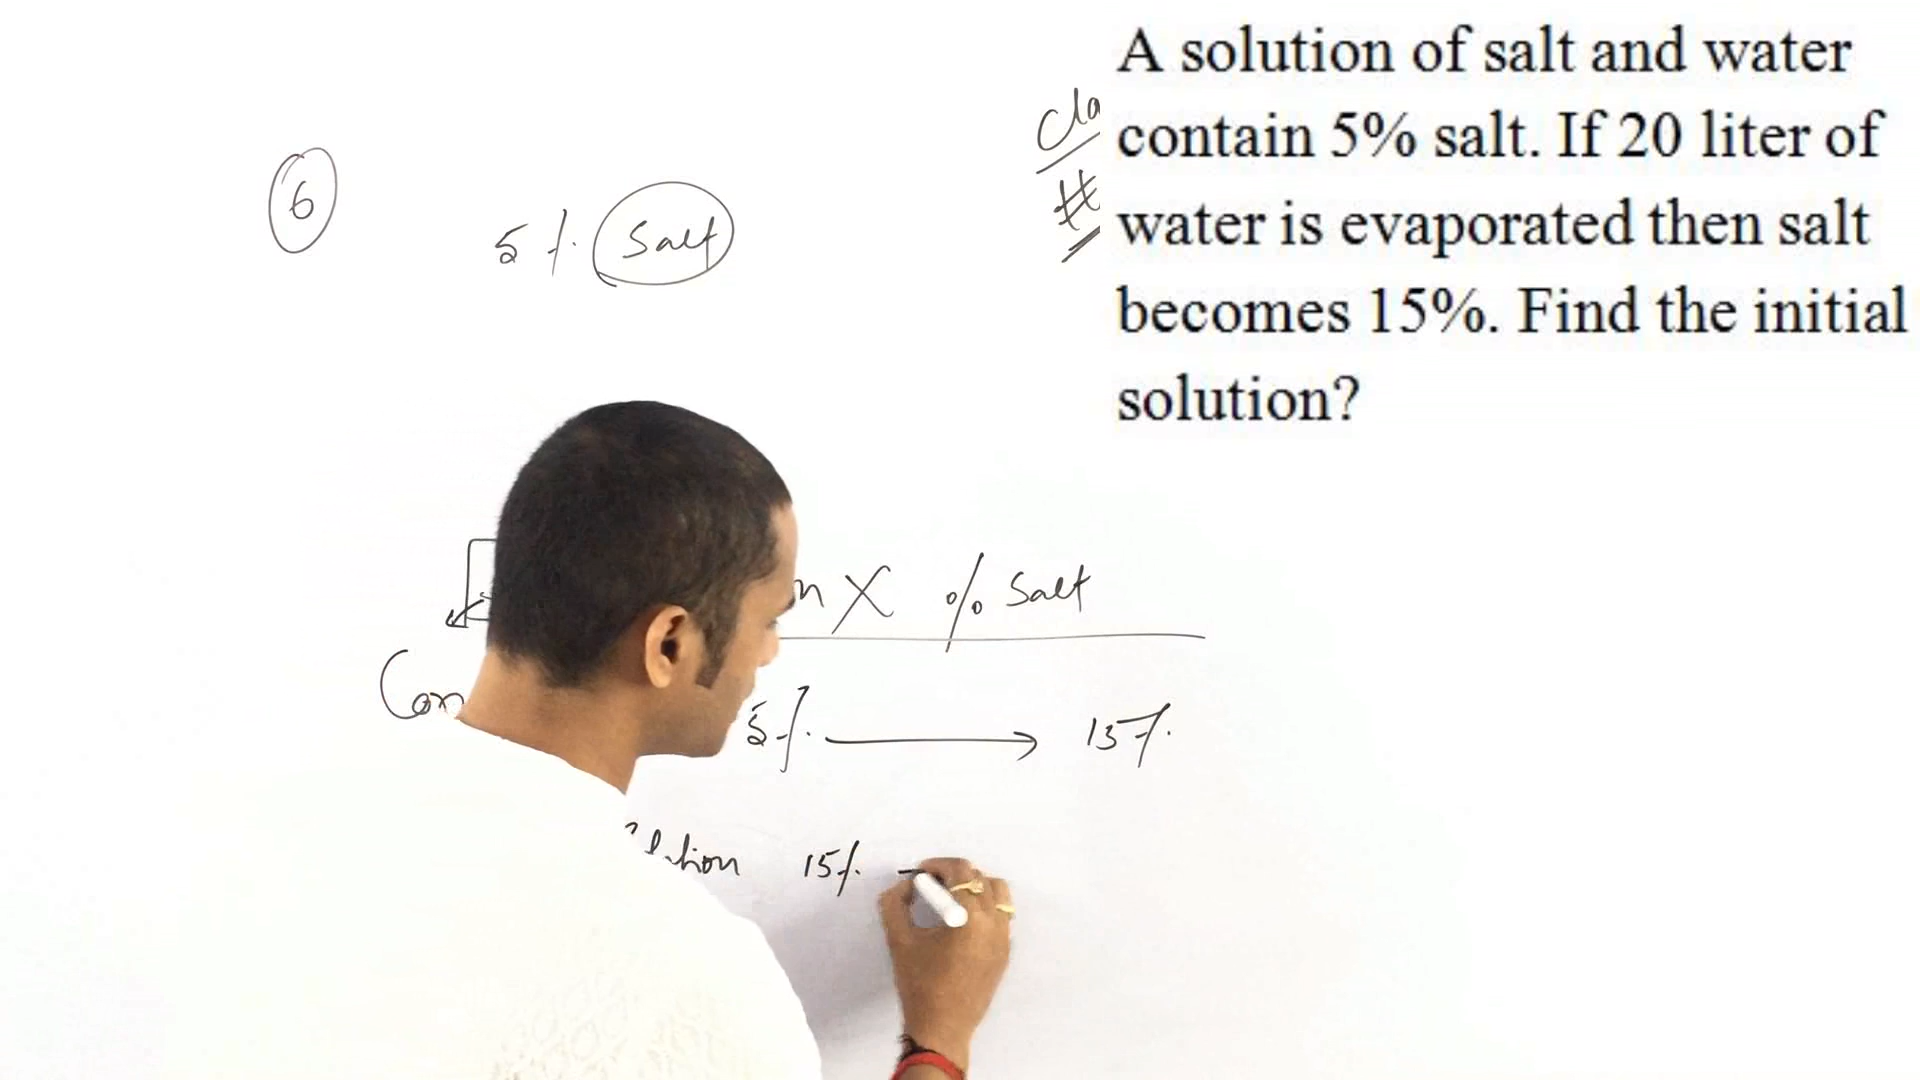 A solution of salt and water
contain 5% salt. If 20 liter of
water is evaporated then salt
becomes 15%. Find the initial
solution?
6
5 % Salt
#
X % Salt
5% → 15%
15%